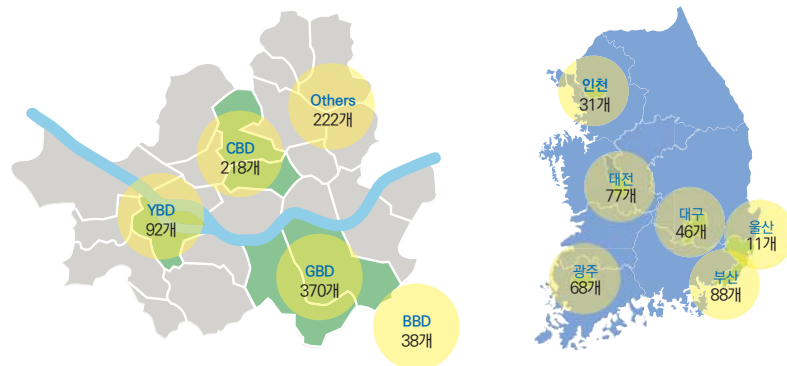 Others
222개
CBD
218개
YBD
92개
GBD
370개
BBD
38개
인천
31개
대전
77개
대구
46개
울산
11개
광주
68개
부산
88개